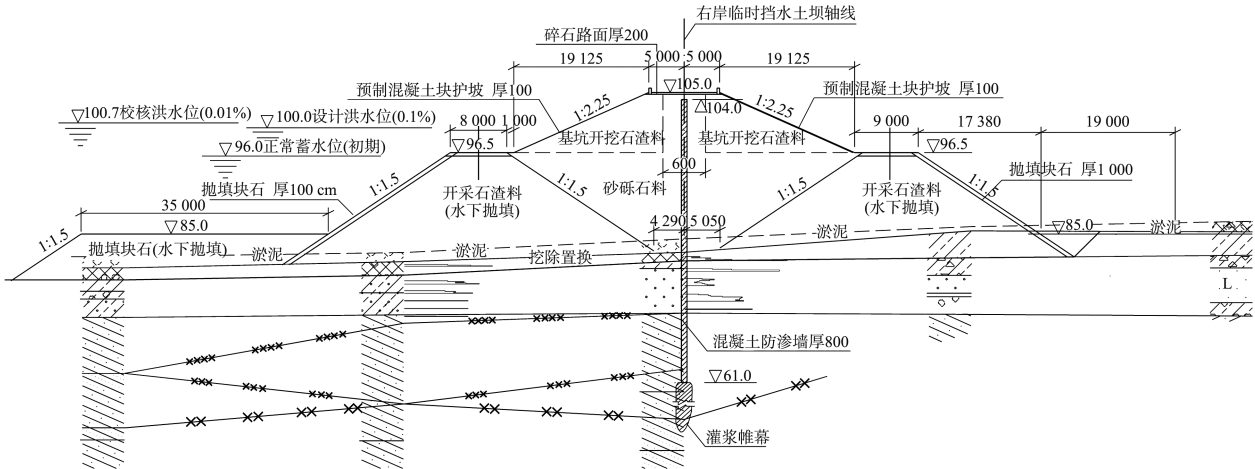 右岸临时挡水土坝轴线
碎石路面厚200
19 125
5 000
5 000
19 125
预制混凝土块护坡 厚100
▽105.0
预制混凝土块护坡 厚100
▽104.0
▽100.7校核洪水位(0.01%)
▽100.0设计洪水位(0.1%)
1:2.25
1:2.25
8 000
1 000
基坑开挖石渣料
基坑开挖石渣料
9 000
17 380
19 000
▽96.0正常蓄水位(初期)
▽96.5
▽96.5
600
抛填块石 厚100 cm
1:1.5
开采石渣料
(水下抛填)
1:1.5
砂砾石料
1:1.5
开采石渣料
(水下抛填)
抛填块石 厚1 000
1:1.5
35 000
▽85.0
4 290
5 050
▽85.0
淤泥
淤泥
1:1.5
抛填块石(水下抛填)
淤泥
淤泥
挖除置换
L
混凝土防渗墙厚800
▽61.0
灌浆帷幕